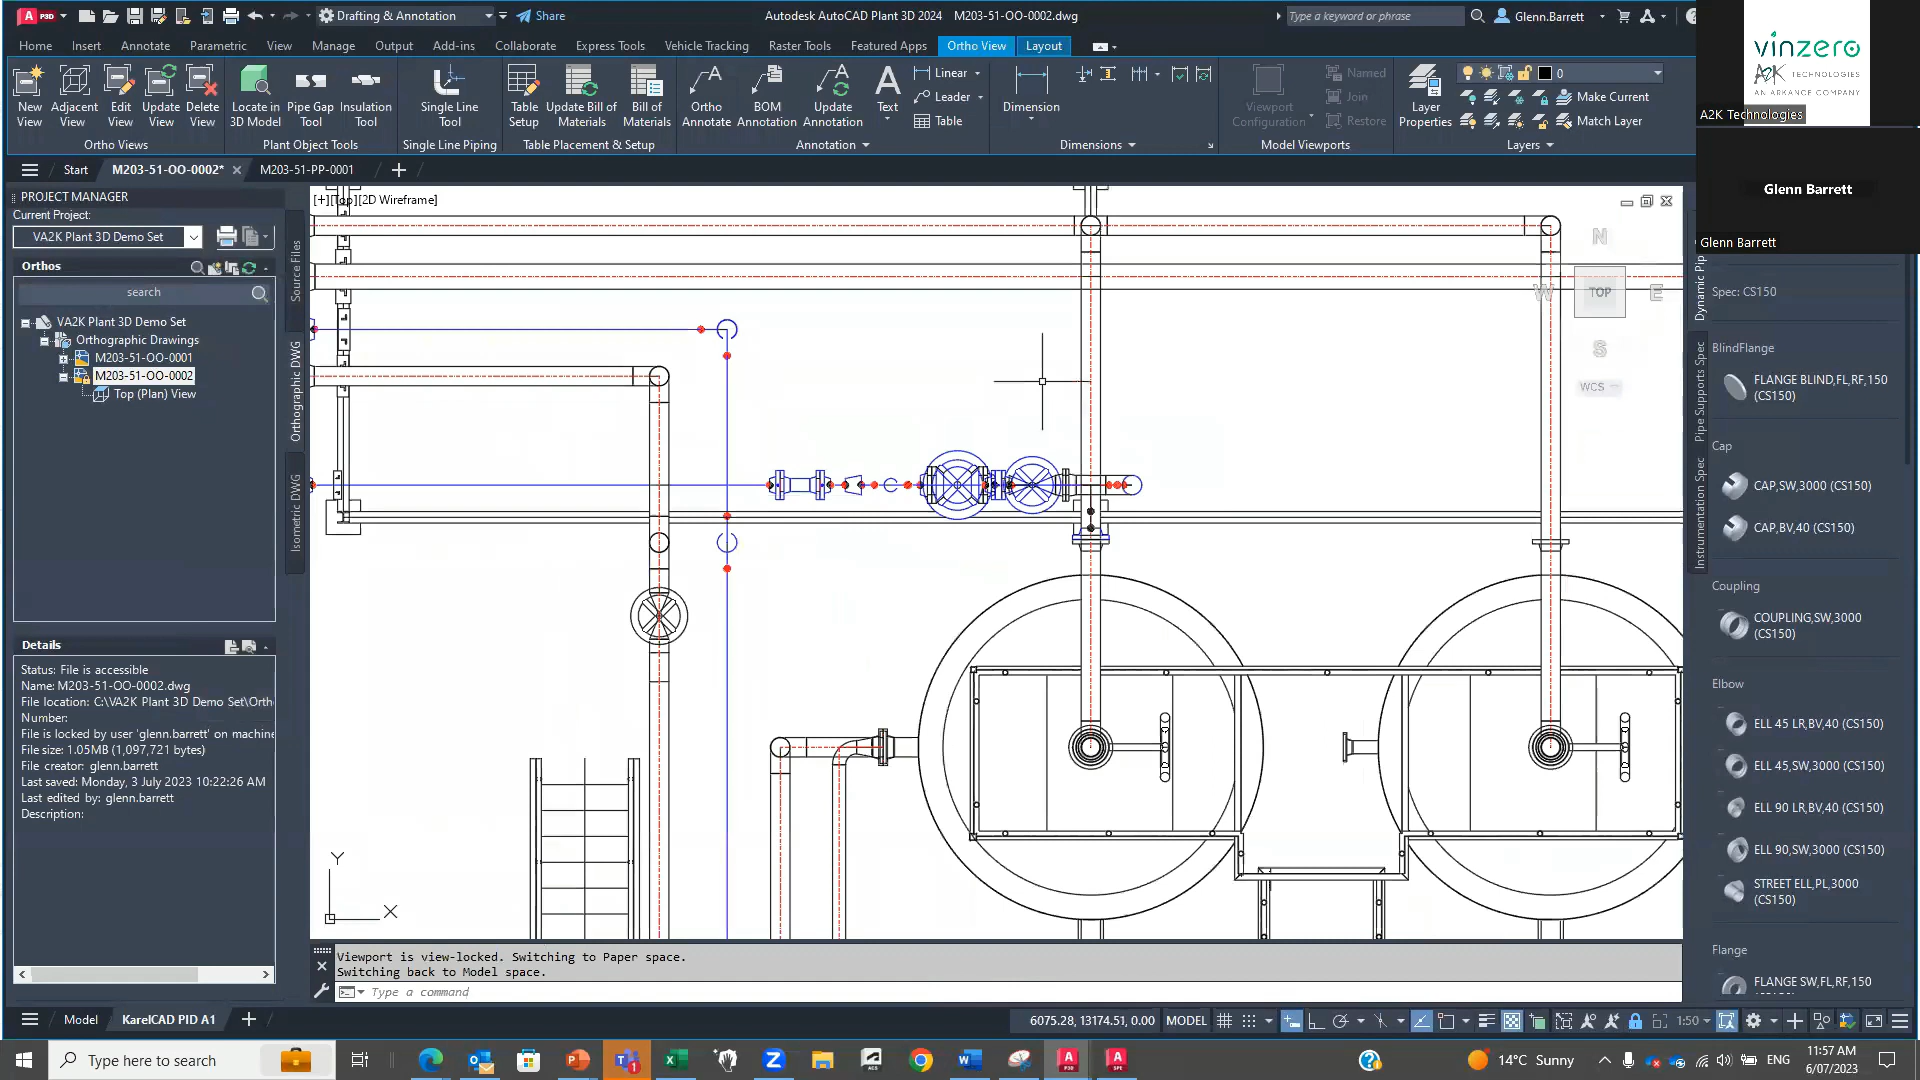 Drafting & Annotation
Share
Autodesk AutoCAD Plant 3D 2024 M203-51-OO-0002.dwg
Type a keyword or phrase
Glenn.Barrett
Home Insert Annotate Parametric View Manage Output Add-ins Collaborate Express Tools Vehicle Tracking Raster Tools Featured Apps Ortho View Layout
New View
Adjacent View
Edit View
Update View
Delete View
Locate in 3D Model
Pipe Gap Tool
Insulation Tool
Single Line Tool
Table Setup
Update Bill of Materials
Bill of Materials
Ortho Annotate
BOM Annotation
Update Annotation
Text
Linear
Leader
Table
Dimension
Viewport Configuration
Named
Join
Restore
Layer Properties
0
Make Current
Match Layer
Ortho Views
Plant Object Tools
Single Line Piping
Table Placement & Setup
Annotation
Dimensions
Model Viewports
Layers
vinzero
A2K TECHNOLOGIES
AN ARKANCE COMPANY
A2K Technologies
Glenn Barrett
Glenn Barrett
Start
M203-51-OO-0002*
M203-51-PP-0001
PROJECT MANAGER
Current Project:
VA2K Plant 3D Demo Set
Orthos
search
VA2K Plant 3D Demo Set
Orthographic Drawings
M203-51-OO-0001
M203-51-OO-0002
Top (Plan) View
Source Files
Orthographic DWG
Isometric DWG
Details
Status: File is accessible
Name: M203-51-OO-0002.dwg
File location: C:\VA2K Plant 3D Demo Set\Ortho
Number:
File is locked by user 'glenn.barrett' on machine
File size: 1.05MB (1,097,721 bytes)
File creator: glenn.barrett
Last saved: Monday, 3 July 2023 10:22:26 AM
Last edited by: glenn.barrett
Description:
[+][Top][2D Wireframe]
N
W
TOP
E
S
WCS
Y
X
Dynamic Pip
Pipe Supports Spec
Instrumentation Spec
Spec: CS150
BlindFlange
FLANGE BLIND,FL,RF,150 (CS150)
Cap
CAP,SW,3000 (CS150)
CAP,BV,40 (CS150)
Coupling
COUPLING,SW,3000 (CS150)
Elbow
ELL 45 LR,BV,40 (CS150)
ELL 45,SW,3000 (CS150)
ELL 90 LR,BV,40 (CS150)
ELL 90,SW,3000 (CS150)
STREET ELL,PL,3000 (CS150)
Flange
FLANGE SW,FL,RF,150
Viewport is view-locked. Switching to Paper space.
Switching back to Model space.
Type a command
Model
KarelCAD PID A1
6075.28, 13174.51, 0.00
MODEL
1:50
Type here to search
14°C Sunny
ENG
11:57 AM
6/07/2023